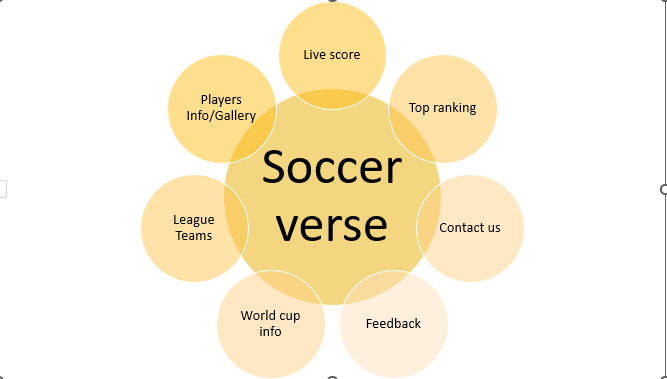 Live score
Players
Info/Gallery
Top ranking
Soccer
verse
League
Teams
Contact us
World cup
info
Feedback